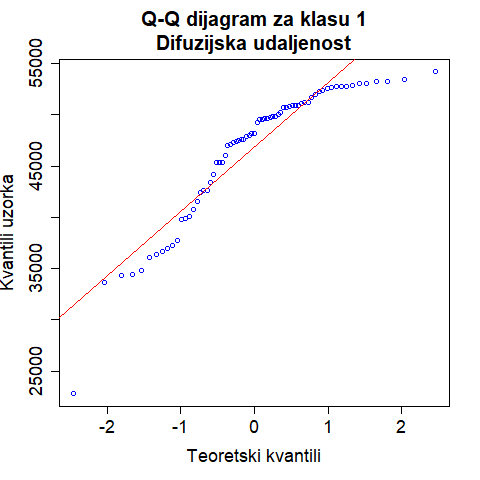 Q-Q dijagram za klasu 1
Difuzijska udaljenost
55000
45000
35000
25000
Kvantili uzorka
-2 -1 0 1 2
Teoretski kvantili